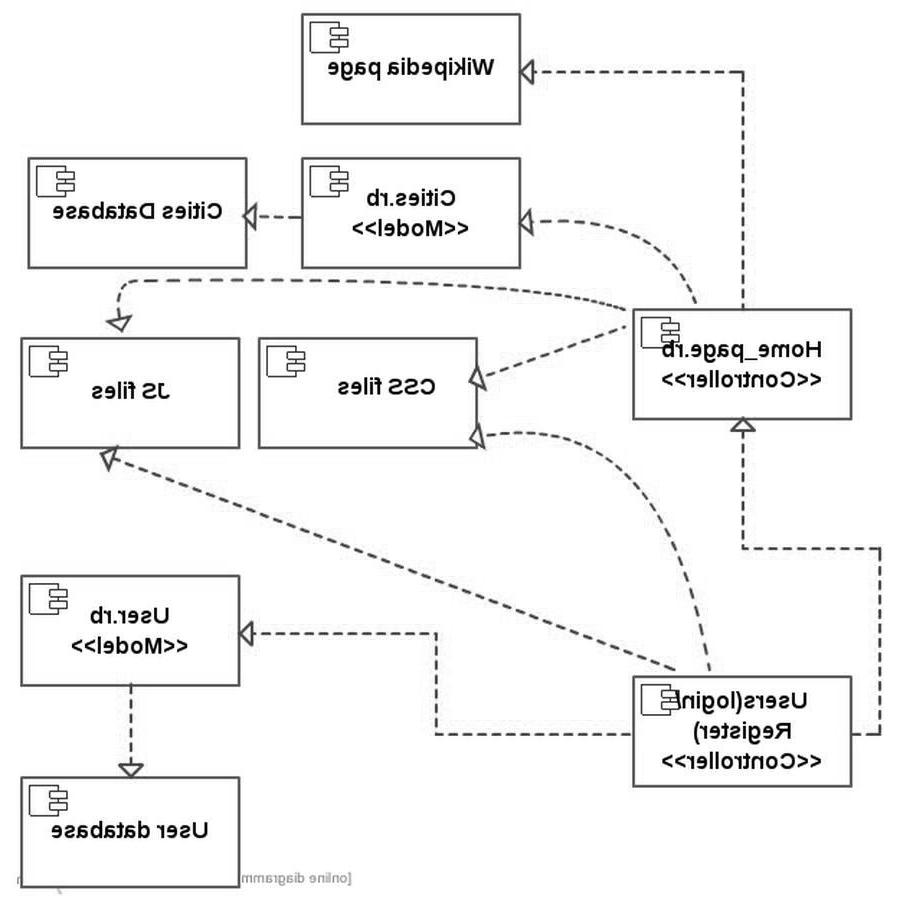 Wikipedia page
Cities.rb
<<Model>>
Cities Database
Home_page.rb
<<Controller>>
CSS files
JS files
User.rb
<<Model>>
Users(login/
Register)
<<Controller>>
User database
[online diagramm